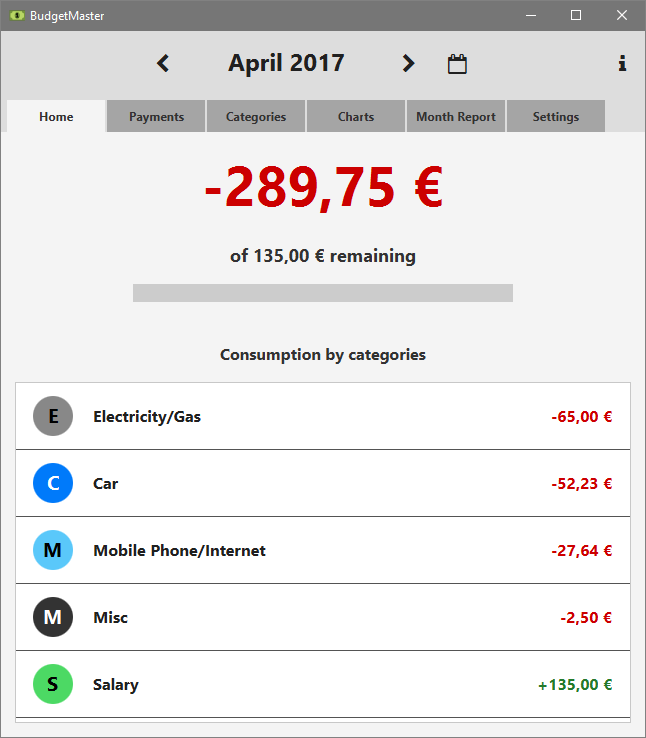 BudgetMaster
April 2017
Home Payments Categories Charts Month Report Settings
-289,75 €
of 135,00 € remaining
Consumption by categories
E Electricity/Gas -65,00 €
C Car -52,23 €
M Mobile Phone/Internet -27,64 €
M Misc -2,50 €
S Salary +135,00 €